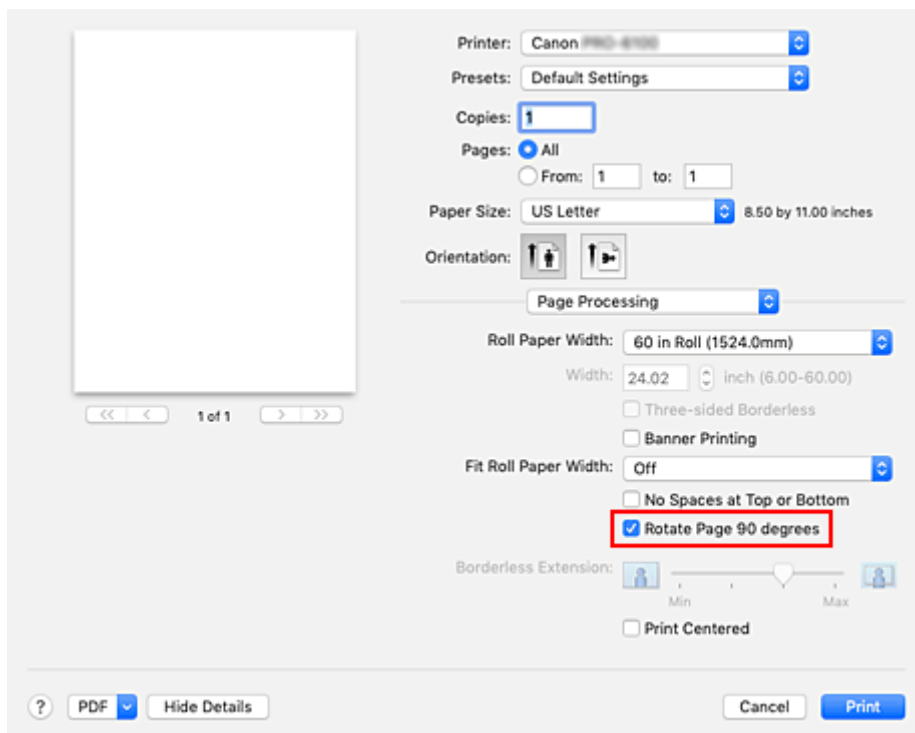 Printer: Canon
Presets: Default Settings
Copies: 1
Pages: All
From: 1 to: 1
Paper Size: US Letter 8.50 by 11.00 inches
Orientation:
Page Processing
Roll Paper Width: 60 in Roll (1524.0mm)
Width: 24.02 inch (6.00-60.00)
Three-sided Borderless
<< < 1 of 1 > >>
Banner Printing
Fit Roll Paper Width: Off
No Spaces at Top or Bottom
Rotate Page 90 degrees
Borderless Extension:
Min Max
Print Centered
? PDF Hide Details Cancel Print